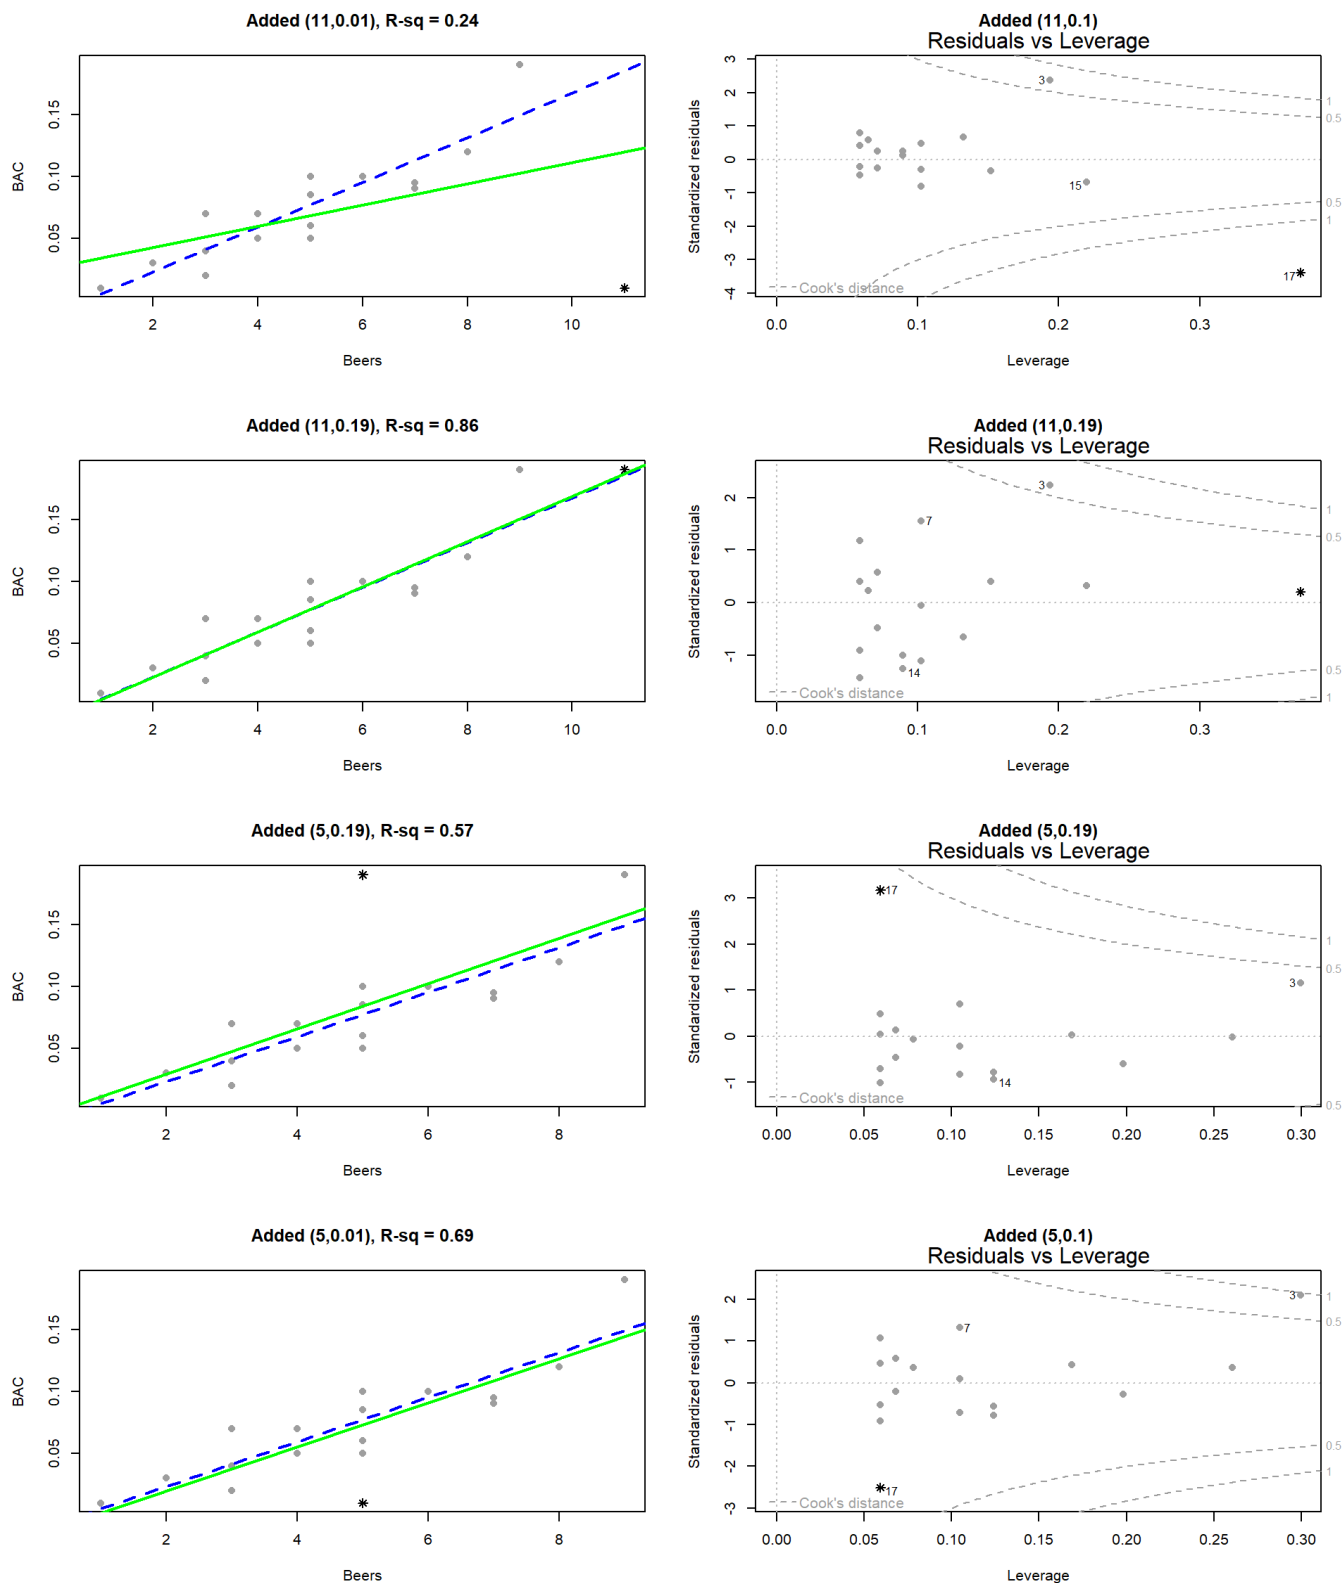 Added (11,0.01), R-sq = 0.24
BAC
0.05 0.10 0.15
2 4 6 8 10
Beers
Added (11,0.1)
Residuals vs Leverage
Standardized residuals
-4 -3 -2 -1 0 1 2 3
3
15
17
1
0.5
0.5
1
Cook's distance
0.0 0.1 0.2 0.3
Leverage
Added (11,0.19), R-sq = 0.86
BAC
0.05 0.10 0.15
2 4 6 8 10
Beers
Added (11,0.19)
Residuals vs Leverage
Standardized residuals
-1 0 1 2
3
7
14
1
0.5
0.5
1
Cook's distance
0.0 0.1 0.2 0.3
Leverage
Added (5,0.19), R-sq = 0.57
BAC
0.05 0.10 0.15
2 4 6 8
Beers
Added (5,0.19)
Residuals vs Leverage
Standardized residuals
-1 0 1 2 3
17
3
14
1
0.5
0.5
Cook's distance
0.00 0.05 0.10 0.15 0.20 0.25 0.30
Leverage
Added (5,0.01), R-sq = 0.69
BAC
0.05 0.10 0.15
2 4 6 8
Beers
Added (5,0.1)
Residuals vs Leverage
Standardized residuals
-3 -2 -1 0 1 2
3
7
17
1
0.5
0.5
1
Cook's distance
0.00 0.05 0.10 0.15 0.20 0.25 0.30
Leverage